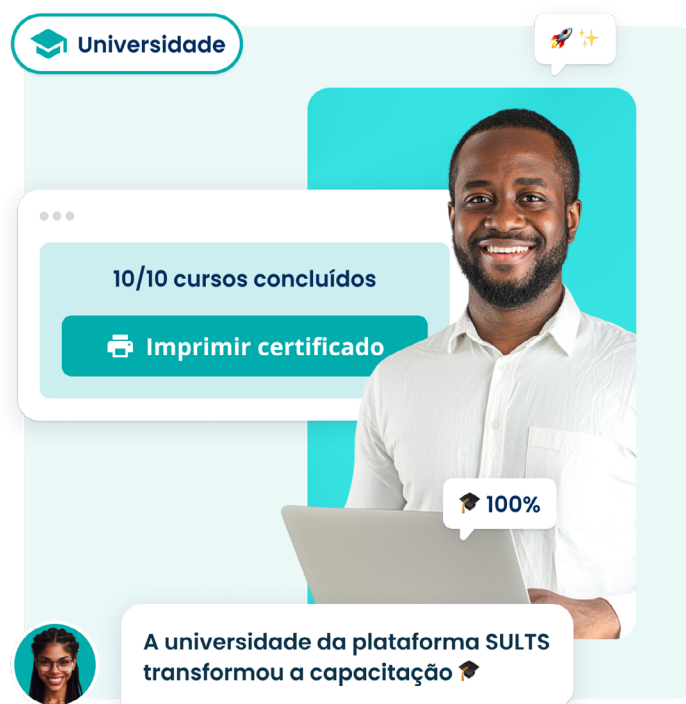 Universidade
🚀✨
10/10 cursos concluídos
Imprimir certificado
🎓 100%
A universidade da plataforma SULTS
transformou a capacitação 🎓